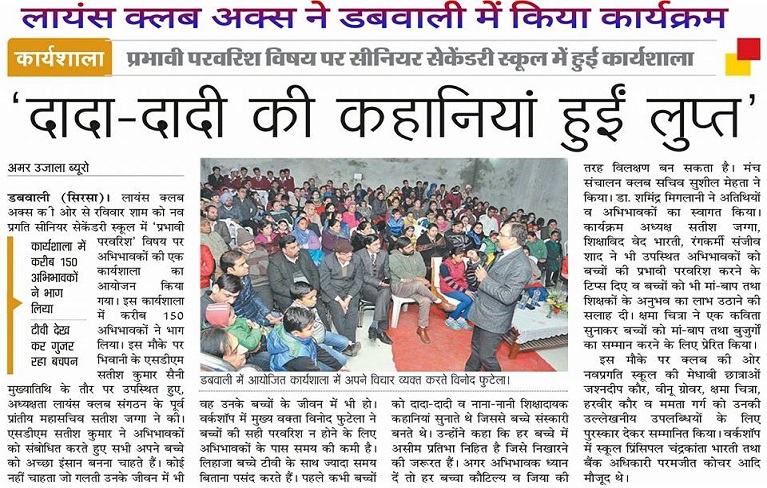 लायंस क्लब अक्स ने डबवाली में किया कार्यक्रम
कार्यशाला
प्रभावी परवरिश विषय पर सीनियर सेकेंडरी स्कूल में हुई कार्यशाला
‘दादा-दादी की कहानियां हुईं लुप्त’
अमर उजाला ब्यूरो
डबवाली (सिरसा)। लायंस क्लब
अक्स की ओर से रविवार शाम को नव
प्रगति सीनियर सेकेंडरी स्कूल में ‘प्रभावी
परवरिश’ विषय पर
अभिभावकों की एक
कार्यशाला का
आयोजन किया
गया। इस कार्यशाला
में करीब 150
अभिभावकों ने भाग
लिया। इस मौके पर
भिवानी के एसडीएम
सतीश कुमार सैनी
मुख्यातिथि के तौर पर उपस्थित हुए,
अध्यक्षता लायंस क्लब संगठन के पूर्व
प्रांतीय महासचिव सतीश जग्गा ने की।
एसडीएम सतीश कुमार ने अभिभावकों
को संबोधित करते हुए सभी अपने बच्चे
को अच्छा इंसान बनना चाहते हैं। कोई
नहीं चाहता जो गलती उनके जीवन में भी
कार्यशाला में
करीब 150
अभिभावकों
ने भाग
लिया
टीवी देख
कर गुजर
रहा बचपन
डबवाली में आयोजित कार्यशाला में अपने विचार व्यक्त करते विनोद फुटेला।
वह उनके बच्चों के जीवन में भी हो।
वर्कशॉप में मुख्य वक्ता विनोद फुटेला ने
बच्चों की सही परवरिश न होने के लिए
अभिभावकों के पास समय की कमी है।
लिहाजा बच्चे टीवी के साथ ज्यादा समय
बिताना पसंद करते हैं। पहले कभी बच्चों
को दादा-दादी व नाना-नानी शिक्षादायक
कहानियां सुनाते थे जिससे बच्चे संस्कारी
बनते थे। उन्होंने कहा कि हर बच्चे में
असीम प्रतिभा निहित है जिसे निखारने
की जरूरत हैं। अगर अभिभावक ध्यान
दें तो हर बच्चा कौटिल्य व जिया की
तरह विलक्षण बन सकता है। मंच
संचालन क्लब सचिव सुशील मेहता ने
किया। डा. शमिंद्र मिगलानी ने अतिथियों
व अभिभावकों का स्वागत किया।
कार्यक्रम अध्यक्ष सतीश जग्गा,
शिक्षाविद वेद भारती, रंगकर्मी संजीव
शाद ने भी उपस्थित अभिभावकों को
बच्चों की प्रभावी परवरिश करने के
टिप्स दिए व बच्चों को भी मां-बाप तथा
शिक्षकों के अनुभव का लाभ उठाने की
सलाह दी। क्षमा चित्रा ने एक कविता
सुनाकर बच्चों को मां-बाप तथा बुजुर्गों
का सम्मान करने के लिए प्रेरित किया।
इस मौके पर क्लब की ओर
नवप्रगति स्कूल की मेधावी छात्राओं
जश्नदीप कौर, वीनू ग्रोवर, क्षमा चित्रा,
हरवीर कौर व ममता गर्ग को उनकी
उल्लेखनीय उपलब्धियों के लिए
पुरस्कार देकर सम्मानित किया। वर्कशॉप
में स्कूल प्रिंसिपल चंद्रकांता भारती तथा
बैंक अधिकारी परमजीत कोचर आदि
मौजूद थे।